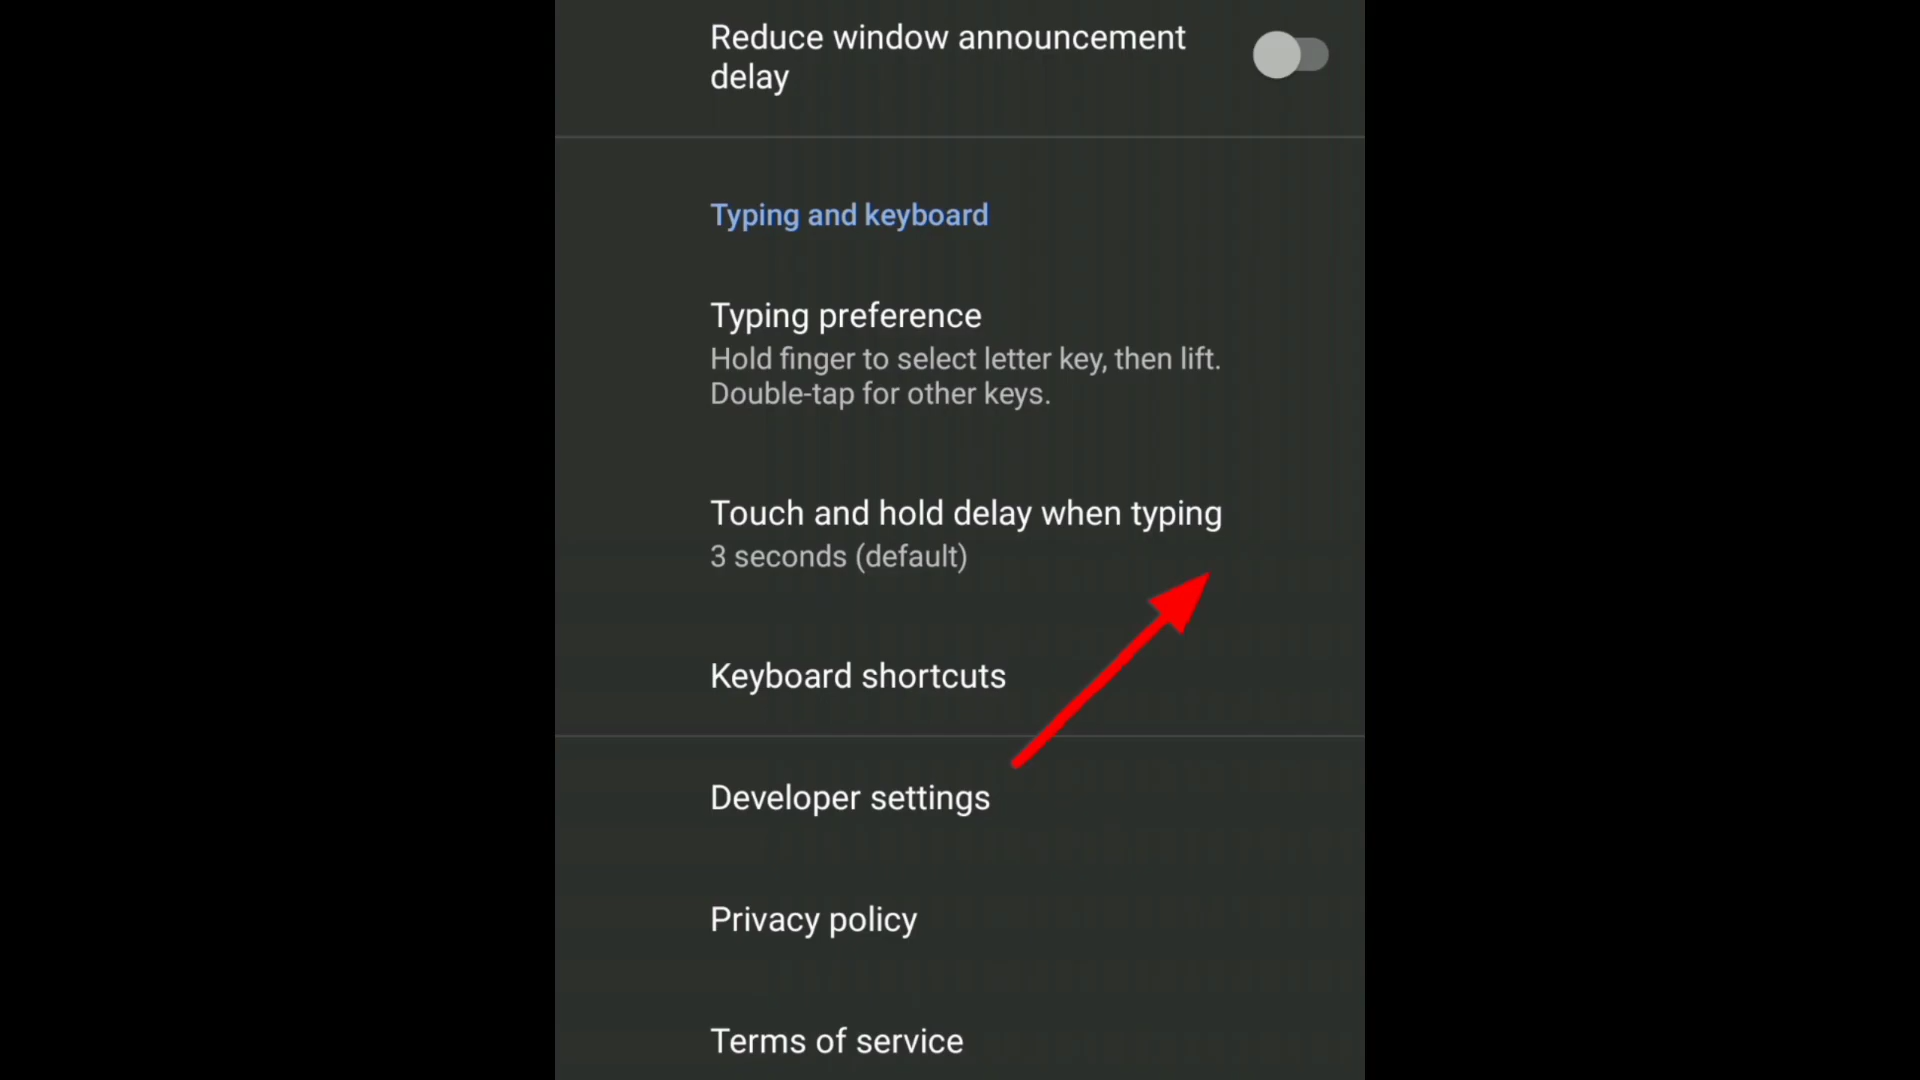 Reduce window announcement
delay
Typing and keyboard
Typing preference
Hold finger to select letter key, then lift.
Double-tap for other keys.
Touch and hold delay when typing
3 seconds (default)
Keyboard shortcuts
Developer settings
Privacy policy
Terms of service